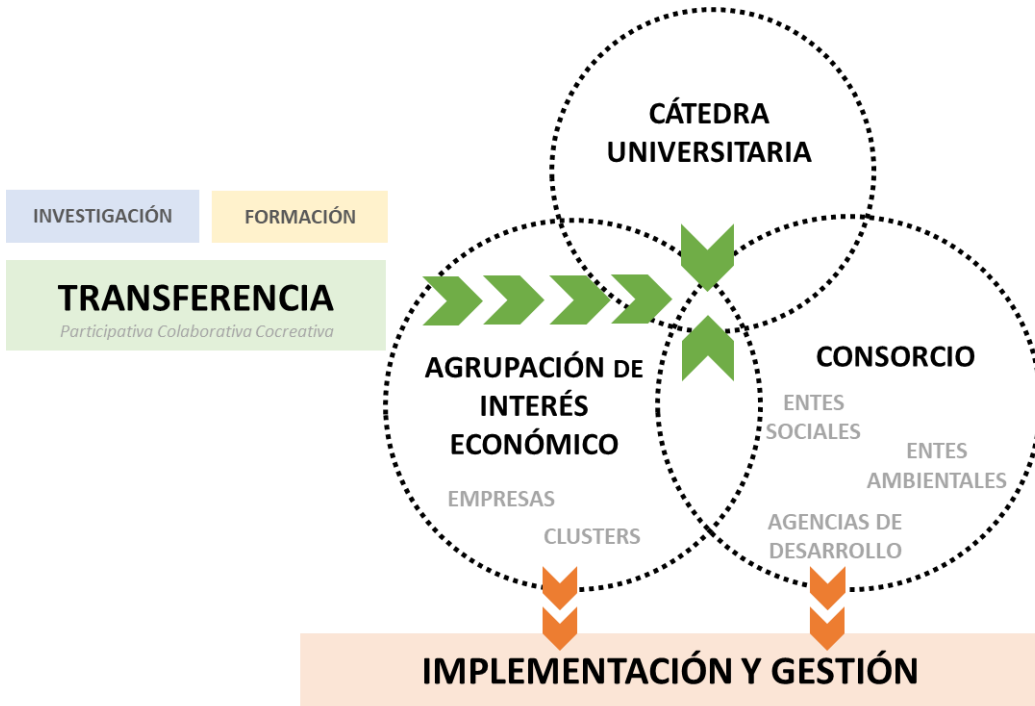 CÁTEDRA
UNIVERSITARIA
INVESTIGACIÓN
FORMACIÓN
TRANSFERENCIA
Participativa Colaborativa Cocreativa
AGRUPACIÓN DE
INTERÉS
ECONÓMICO
EMPRESAS
CLUSTERS
CONSORCIO
ENTES
SOCIALES
ENTES
AMBIENTALES
AGENCIAS DE
DESARROLLO
IMPLEMENTACIÓN Y GESTIÓN